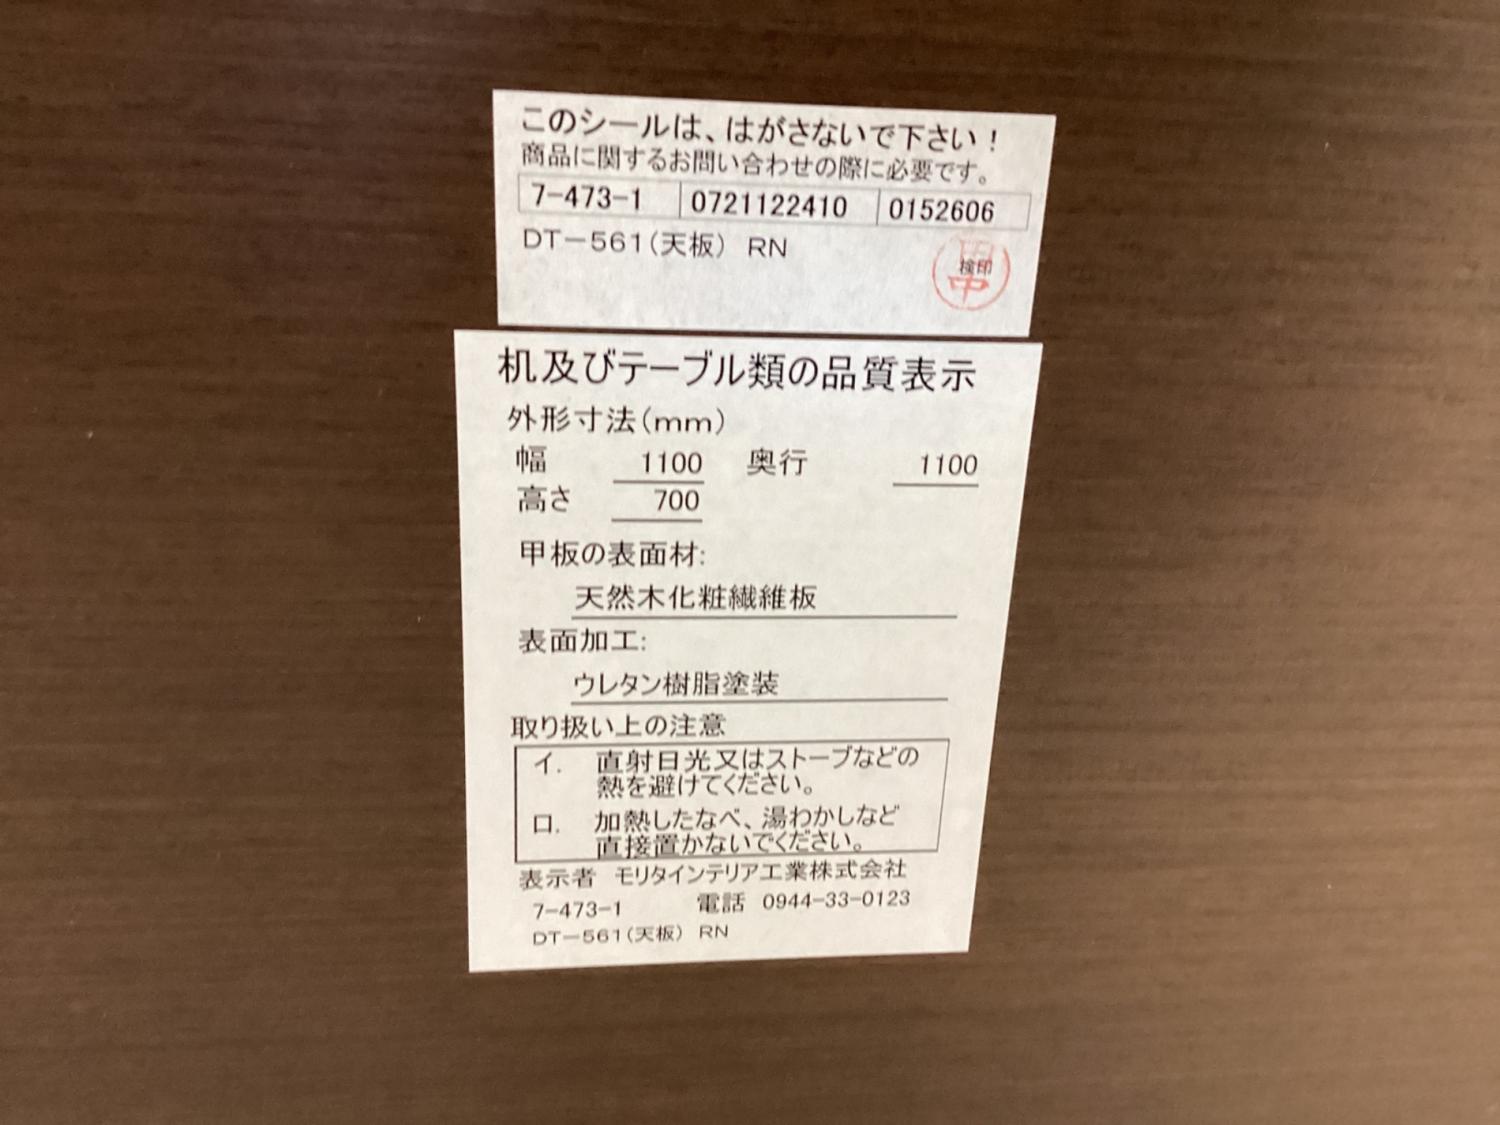 このシールは、はがさないで下さい！
商品に関するお問い合わせの際に必要です。
7-473-1 0721122410 0152606
DT－561(天板) RN
検印
田中
机及びテーブル類の品質表示
外形寸法(mm)
幅 1100 奥行 1100
高さ 700
甲板の表面材:
天然木化粧繊維板
表面加工:
ウレタン樹脂塗装
取り扱い上の注意
イ. 直射日光又はストーブなどの
熱を避けてください。
ロ. 加熱したなべ、湯わかしなど
直接置かないでください。
表示者 モリタインテリア工業株式会社
7-473-1 電話 0944-33-0123
DT－561(天板) RN